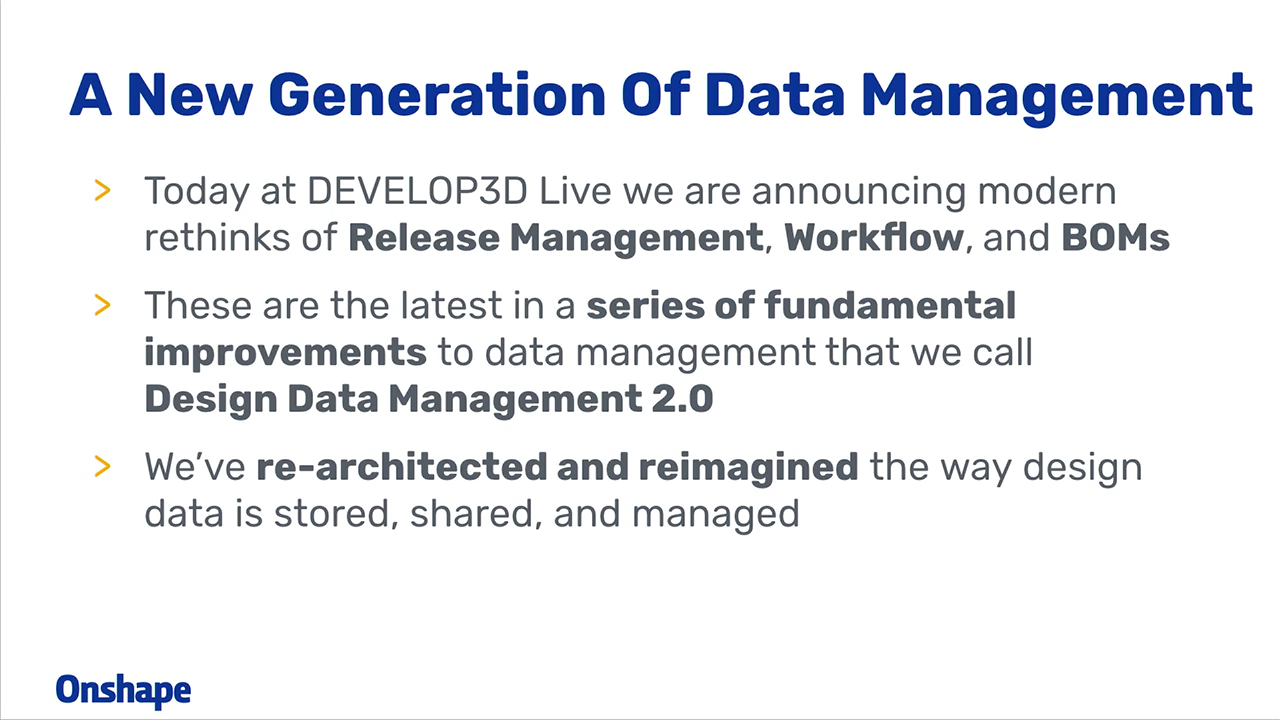 A New Generation Of Data Management
> Today at DEVELOP3D Live we are announcing modern
rethinks of Release Management, Workflow, and BOMs
> These are the latest in a series of fundamental
improvements to data management that we call
Design Data Management 2.0
> We’ve re-architected and reimagined the way design
data is stored, shared, and managed
Onshape